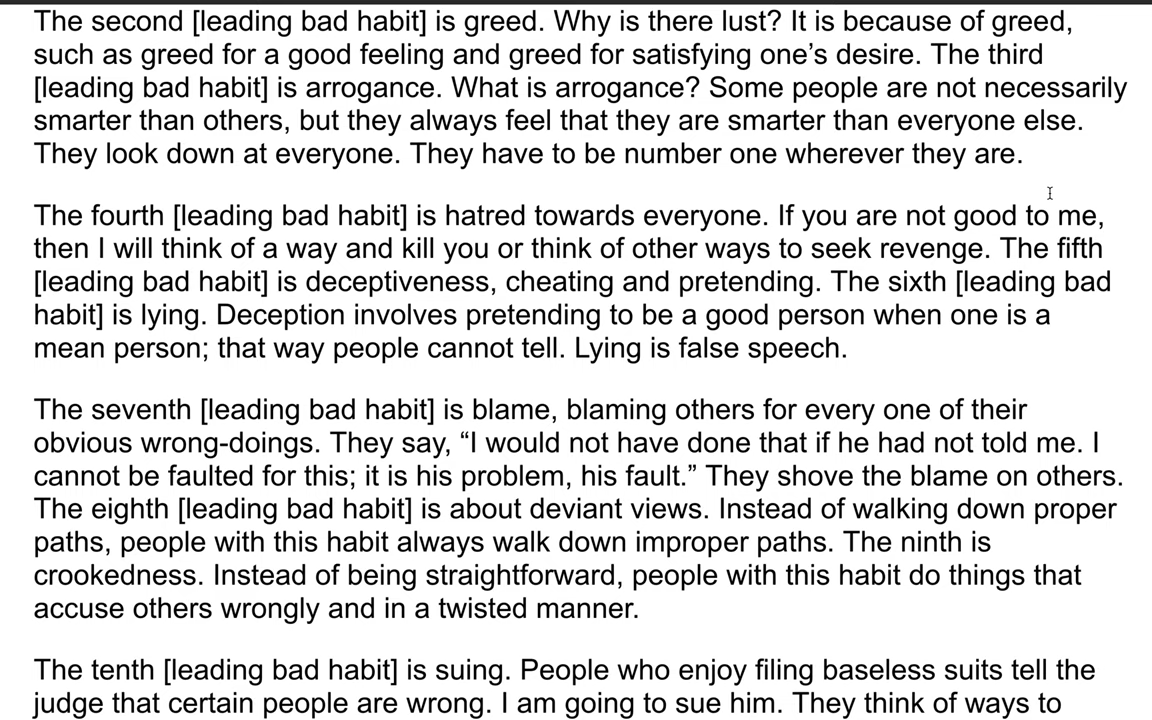 The second [leading bad habit] is greed. Why is there lust? It is because of greed,
such as greed for a good feeling and greed for satisfying one’s desire. The third
[leading bad habit] is arrogance. What is arrogance? Some people are not necessarily
smarter than others, but they always feel that they are smarter than everyone else.
They look down at everyone. They have to be number one wherever they are.
The fourth [leading bad habit] is hatred towards everyone. If you are not good to me,
then I will think of a way and kill you or think of other ways to seek revenge. The fifth
[leading bad habit] is deceptiveness, cheating and pretending. The sixth [leading bad
habit] is lying. Deception involves pretending to be a good person when one is a
mean person; that way people cannot tell. Lying is false speech.
The seventh [leading bad habit] is blame, blaming others for every one of their
obvious wrong-doings. They say, “I would not have done that if he had not told me. I
cannot be faulted for this; it is his problem, his fault.” They shove the blame on others.
The eighth [leading bad habit] is about deviant views. Instead of walking down proper
paths, people with this habit always walk down improper paths. The ninth is
crookedness. Instead of being straightforward, people with this habit do things that
accuse others wrongly and in a twisted manner.
The tenth [leading bad habit] is suing. People who enjoy filing baseless suits tell the
judge that certain people are wrong. I am going to sue him. They think of ways to